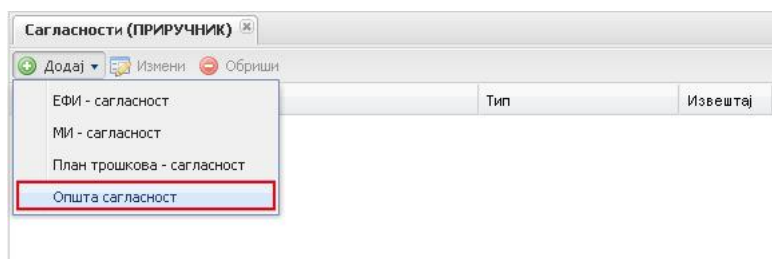 Сагласности (ПРИРУЧНИК)
Додај Измени Обриши
Тип Извештај
ЕФИ - сагласност
МИ - сагласност
План трошкова - сагласност
Општа сагласност